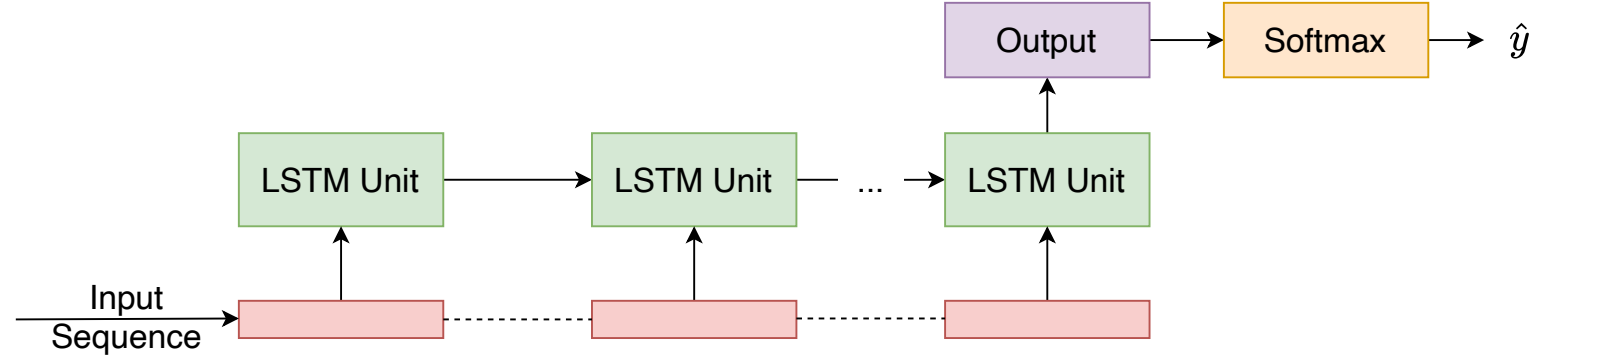 Output
Softmax
ŷ
LSTM Unit
LSTM Unit
...
LSTM Unit
Input
Sequence